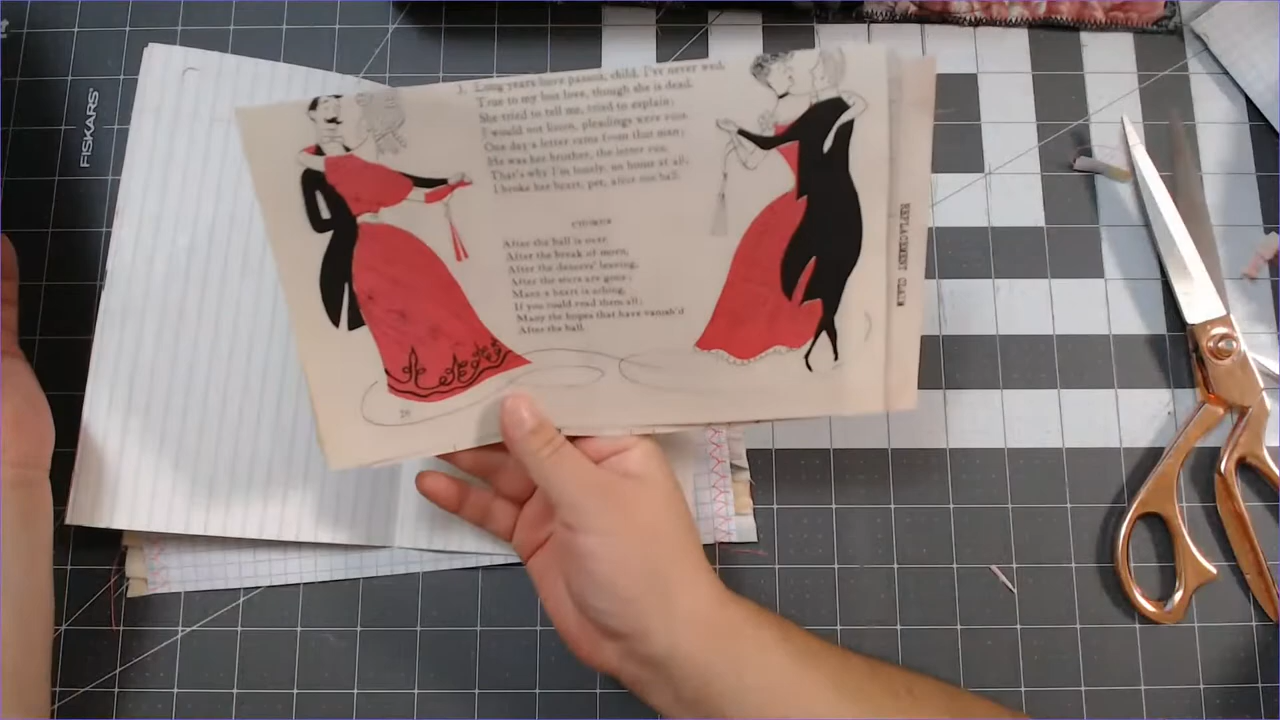 FISKARS
3. Long years have passed, child, I've never wed,
True to my lost love, though she is dead.
She tried to tell me, tried to explain;
I would not listen, pleadings were vain.
One day a letter came from that man;
He was her brother, the letter ran.
That's why I'm lonely, no home at all;
I broke her heart, pet, after the ball.
CHORUS
After the ball is over,
After the break of morn,
After the dancers' leaving,
After the stars are gone;
Many a heart is aching,
If you could read them all;
Many the hopes that have vanish'd
After the ball.
REPLACEMENT CLAIM